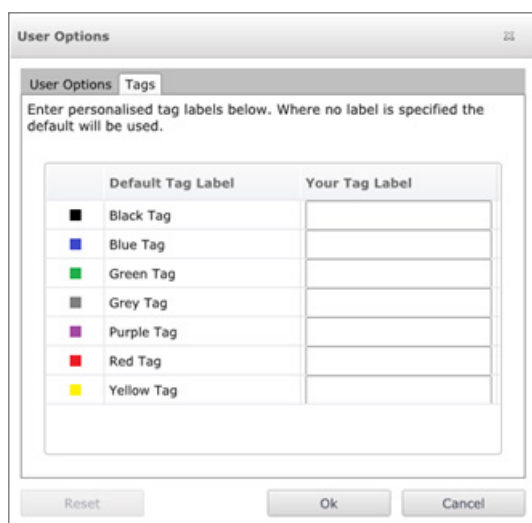 User Options
User Options Tags
Enter personalised tag labels below. Where no label is specified the
default will be used.
Default Tag Label Your Tag Label
Black Tag
Blue Tag
Green Tag
Grey Tag
Purple Tag
Red Tag
Yellow Tag
Reset Ok Cancel